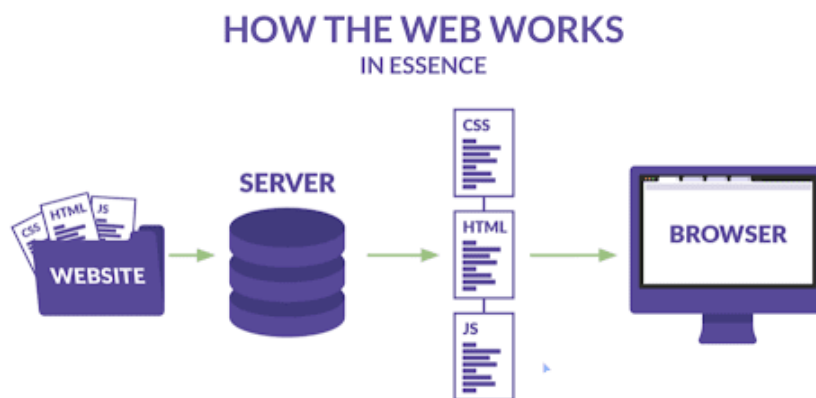 HOW THE WEB WORKS
IN ESSENCE
CSS
HTML
JS
WEBSITE
SERVER
CSS
HTML
JS
BROWSER